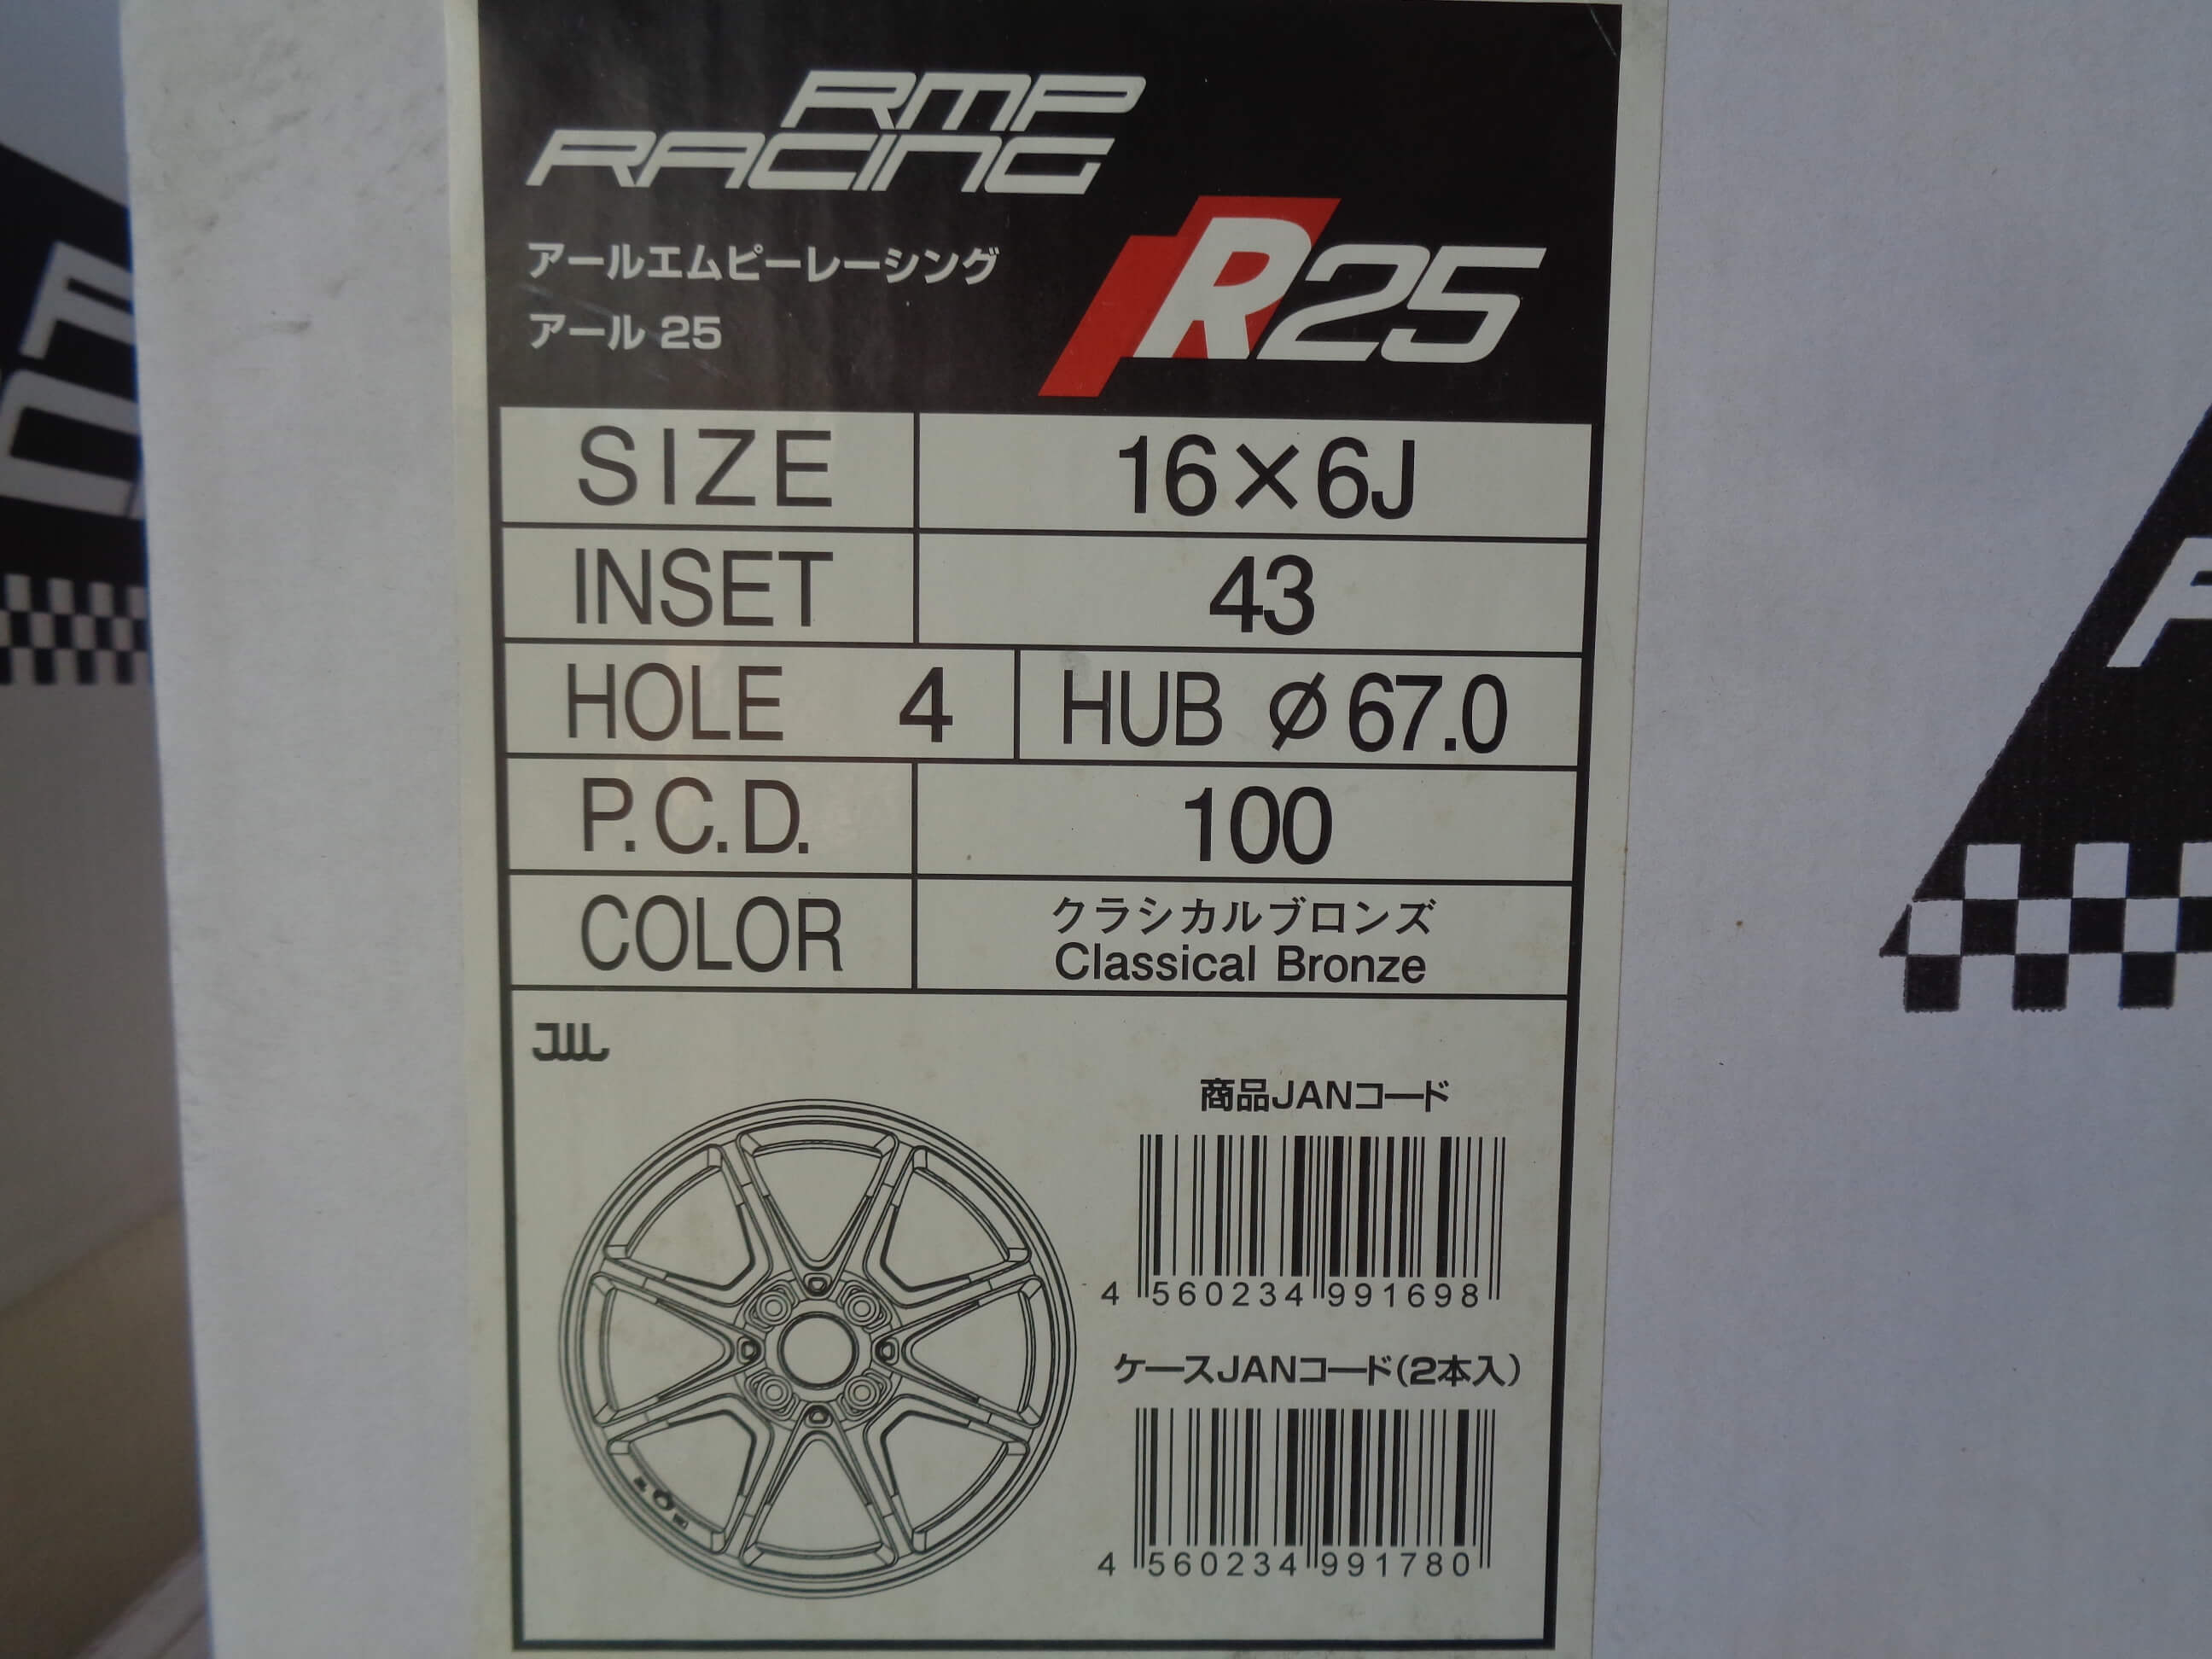 RMP
RACING
アールエムピーレーシング
アール 25
R25
SIZE 16×6J
INSET 43
HOLE 4 HUB ⌀67.0
P.C.D. 100
COLOR クラシカルブロンズ
Classical Bronze
JWL
商品JANコード
4 560234 991698
ケースJANコード(2本入)
4 560234 991780